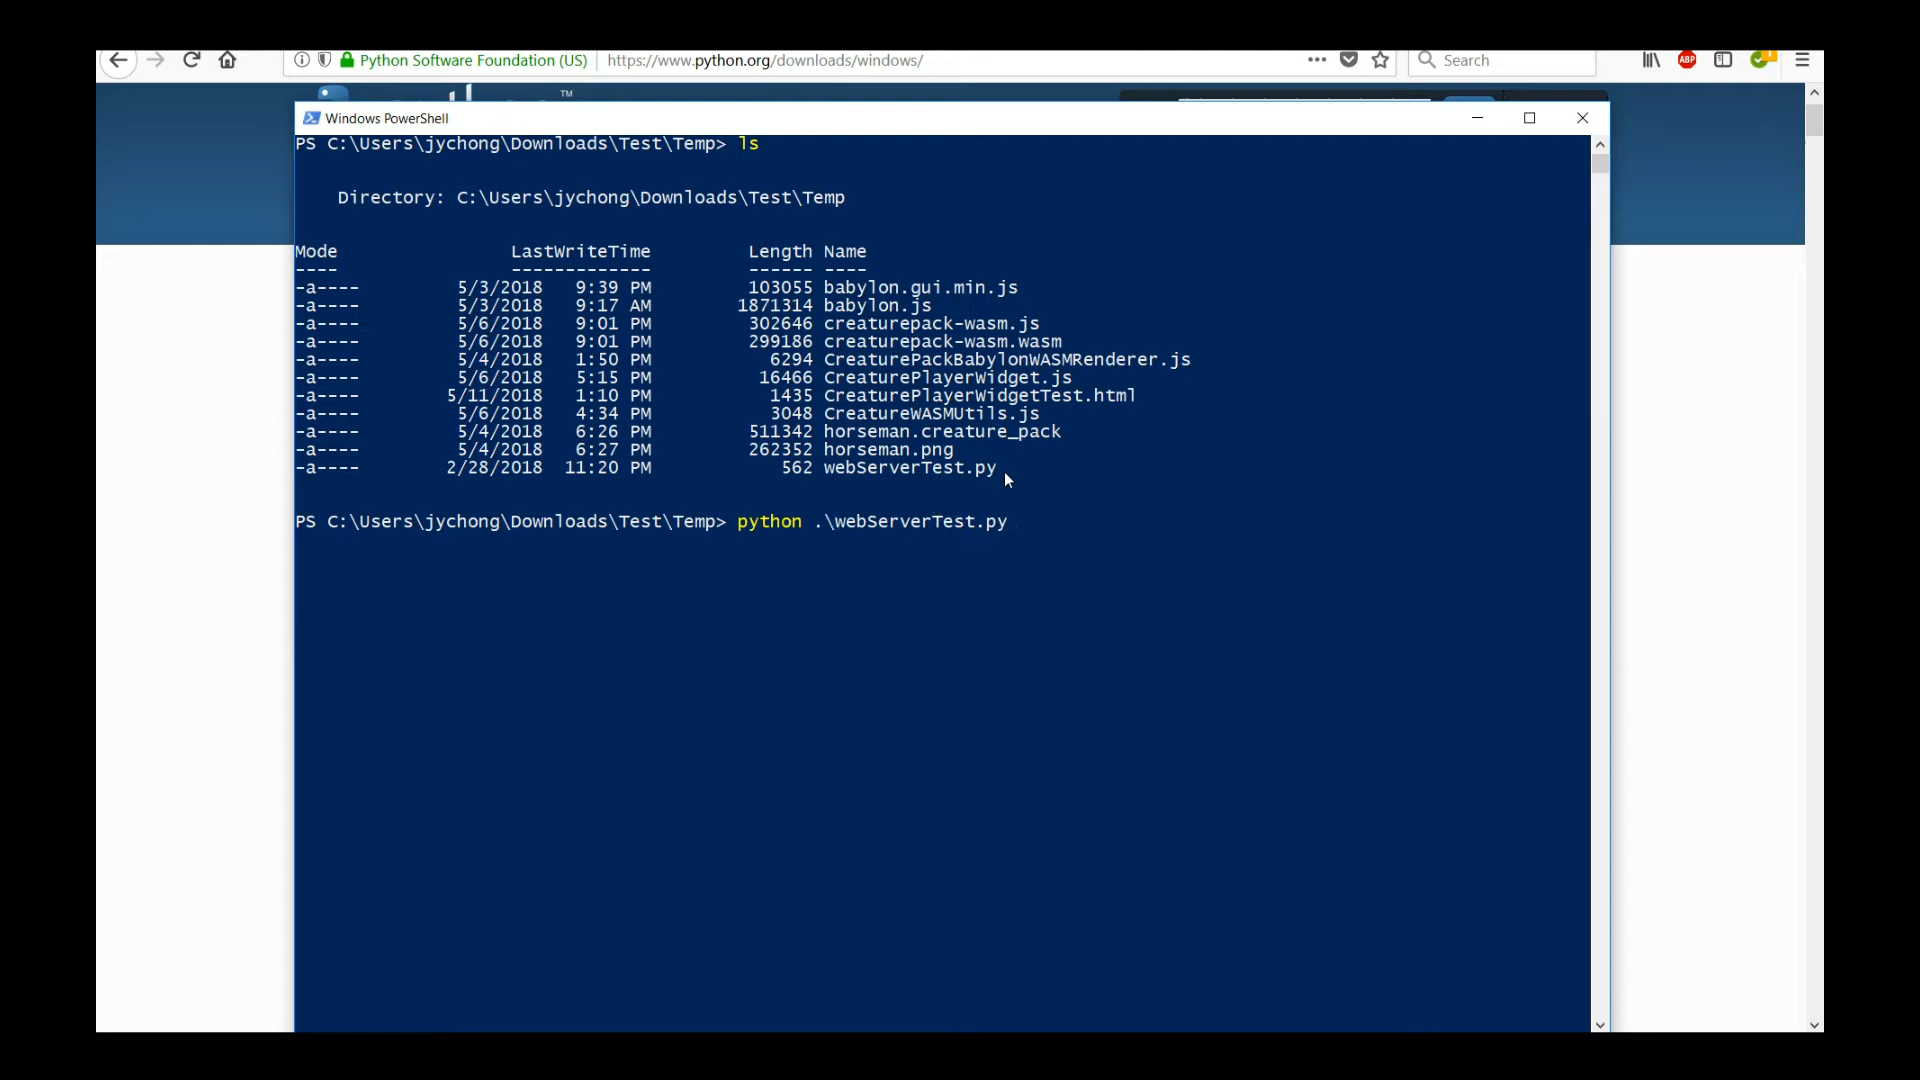 Python Software Foundation (US) https://www.python.org/downloads/windows/ Search ABP
TM
Windows PowerShell
PS C:\Users\jychong\Downloads\Test\Temp> ls
Directory: C:\Users\jychong\Downloads\Test\Temp
Mode LastWriteTime Length Name
---- ------------- ------ ----
-a---- 5/3/2018 9:39 PM 103055 babylon.gui.min.js
-a---- 5/3/2018 9:17 AM 1871314 babylon.js
-a---- 5/6/2018 9:01 PM 302646 creaturepack-wasm.js
-a---- 5/6/2018 9:01 PM 299186 creaturepack-wasm.wasm
-a---- 5/4/2018 1:50 PM 6294 CreaturePackBabylonWASMRenderer.js
-a---- 5/6/2018 5:15 PM 16466 CreaturePlayerWidget.js
-a---- 5/11/2018 1:10 PM 1435 CreaturePlayerWidgetTest.html
-a---- 5/6/2018 4:34 PM 3048 CreatureWASMUtils.js
-a---- 5/4/2018 6:26 PM 511342 horseman.creature_pack
-a---- 5/4/2018 6:27 PM 262352 horseman.png
-a---- 2/28/2018 11:20 PM 562 webServerTest.py
PS C:\Users\jychong\Downloads\Test\Temp> python .\webServerTest.py